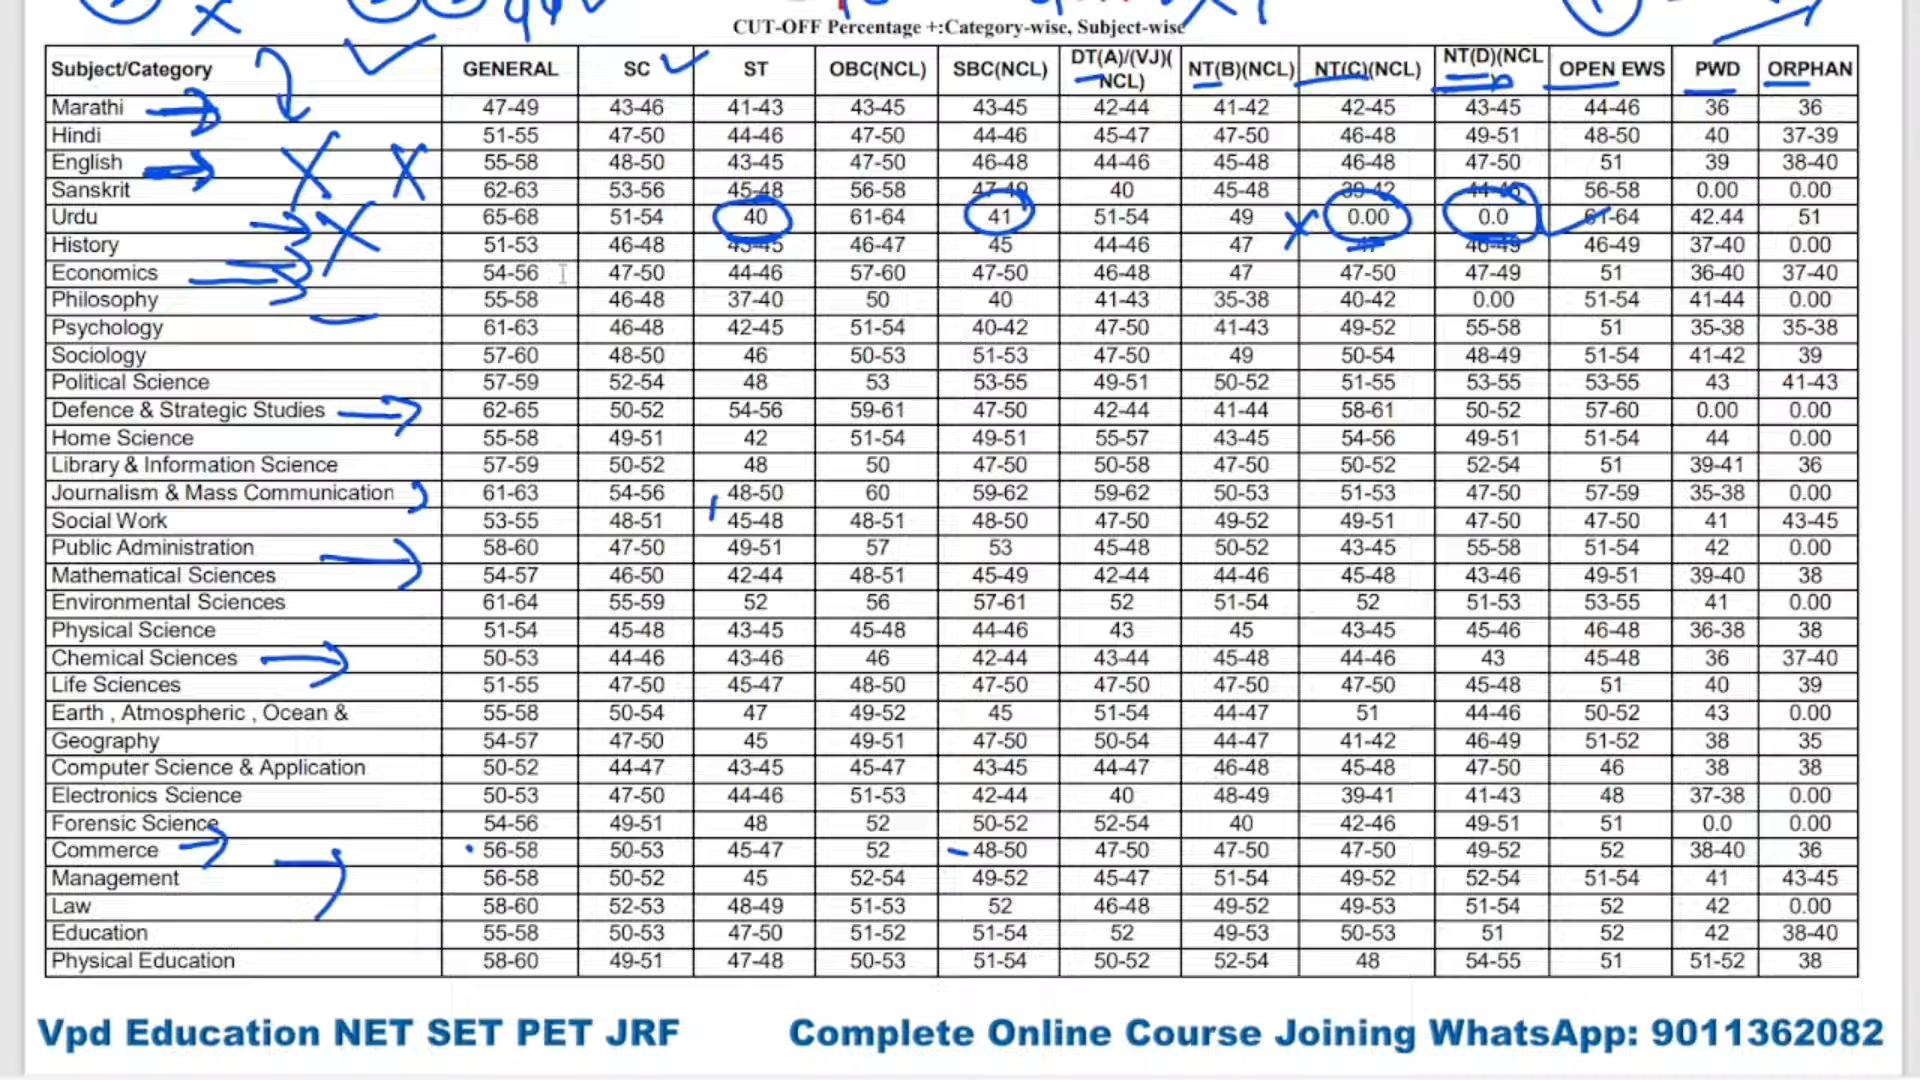 CUT-OFF Percentage +:Category-wise, Subject-wise
Subject/Category GENERAL SC ST OBC(NCL) SBC(NCL) DT(A)/(VJ)( NCL) NT(B)(NCL) NT(C)(NCL) NT(D)(NCL OPEN EWS PWD ORPHAN
Marathi 47-49 43-46 41-43 43-45 43-45 42-44 41-42 42-45 43-45 44-46 36 36
Hindi 51-55 47-50 44-46 47-50 44-46 45-47 47-50 46-48 49-51 48-50 40 37-39
English 55-58 48-50 43-45 47-50 46-48 44-46 45-48 46-48 47-50 51 39 38-40
Sanskrit 62-63 53-56 45-48 56-58 47-49 40 45-48 39-42 44-46 56-58 0.00 0.00
Urdu 65-68 51-54 40 61-64 41 51-54 49 0.00 0.0 61-64 42.44 51
History 51-53 46-48 43-45 46-47 45 44-46 47 47 46-49 46-49 37-40 0.00
Economics 54-56 47-50 44-46 57-60 47-50 46-48 47 47-50 47-49 51 36-40 37-40
Philosophy 55-58 46-48 37-40 50 40 41-43 35-38 40-42 0.00 51-54 41-44 0.00
Psychology 61-63 46-48 42-45 51-54 40-42 47-50 41-43 49-52 55-58 51 35-38 35-38
Sociology 57-60 48-50 46 50-53 51-53 47-50 49 50-54 48-49 51-54 41-42 39
Political Science 57-59 52-54 48 53 53-55 49-51 50-52 51-55 53-55 53-55 43 41-43
Defence & Strategic Studies 62-65 50-52 54-56 59-61 47-50 42-44 41-44 58-61 50-52 57-60 0.00 0.00
Home Science 55-58 49-51 42 51-54 49-51 55-57 43-45 54-56 49-51 51-54 44 0.00
Library & Information Science 57-59 50-52 48 50 47-50 50-58 47-50 50-52 52-54 51 39-41 36
Journalism & Mass Communication 61-63 54-56 48-50 60 59-62 59-62 50-53 51-53 47-50 57-59 35-38 0.00
Social Work 53-55 48-51 45-48 48-51 48-50 47-50 49-52 49-51 47-50 47-50 41 43-45
Public Administration 58-60 47-50 49-51 57 53 45-48 50-52 43-45 55-58 51-54 42 0.00
Mathematical Sciences 54-57 46-50 42-44 48-51 45-49 42-44 44-46 45-48 43-46 49-51 39-40 38
Environmental Sciences 61-64 55-59 52 56 57-61 52 51-54 52 51-53 53-55 41 0.00
Physical Science 51-54 45-48 43-45 45-48 44-46 43 45 43-45 45-46 46-48 36-38 38
Chemical Sciences 50-53 44-46 43-46 46 42-44 43-44 45-48 44-46 43 45-48 36 37-40
Life Sciences 51-55 47-50 45-47 48-50 47-50 47-50 47-50 47-50 45-48 51 40 39
Earth , Atmospheric , Ocean & 55-58 50-54 47 49-52 45 51-54 44-47 51 44-46 50-52 43 0.00
Geography 54-57 47-50 45 49-51 47-50 50-54 44-47 41-42 46-49 51-52 38 35
Computer Science & Application 50-52 44-47 43-45 45-47 43-45 44-47 46-48 45-48 47-50 46 38 38
Electronics Science 50-53 47-50 44-46 51-53 42-44 40 48-49 39-41 41-43 48 37-38 0.00
Forensic Science 54-56 49-51 48 52 50-52 52-54 40 42-46 49-51 51 0.0 0.00
Commerce 56-58 50-53 45-47 52 48-50 47-50 47-50 47-50 49-52 52 38-40 36
Management 56-58 50-52 45 52-54 49-52 45-47 51-54 49-52 52-54 51-54 41 43-45
Law 58-60 52-53 48-49 51-53 52 46-48 49-52 49-53 51-54 52 42 0.00
Education 55-58 50-53 47-50 51-52 51-54 52 49-53 50-53 51 52 42 38-40
Physical Education 58-60 49-51 47-48 50-53 51-54 50-52 52-54 48 54-55 51 51-52 38
Vpd Education NET SET PET JRF Complete Online Course Joining WhatsApp: 9011362082